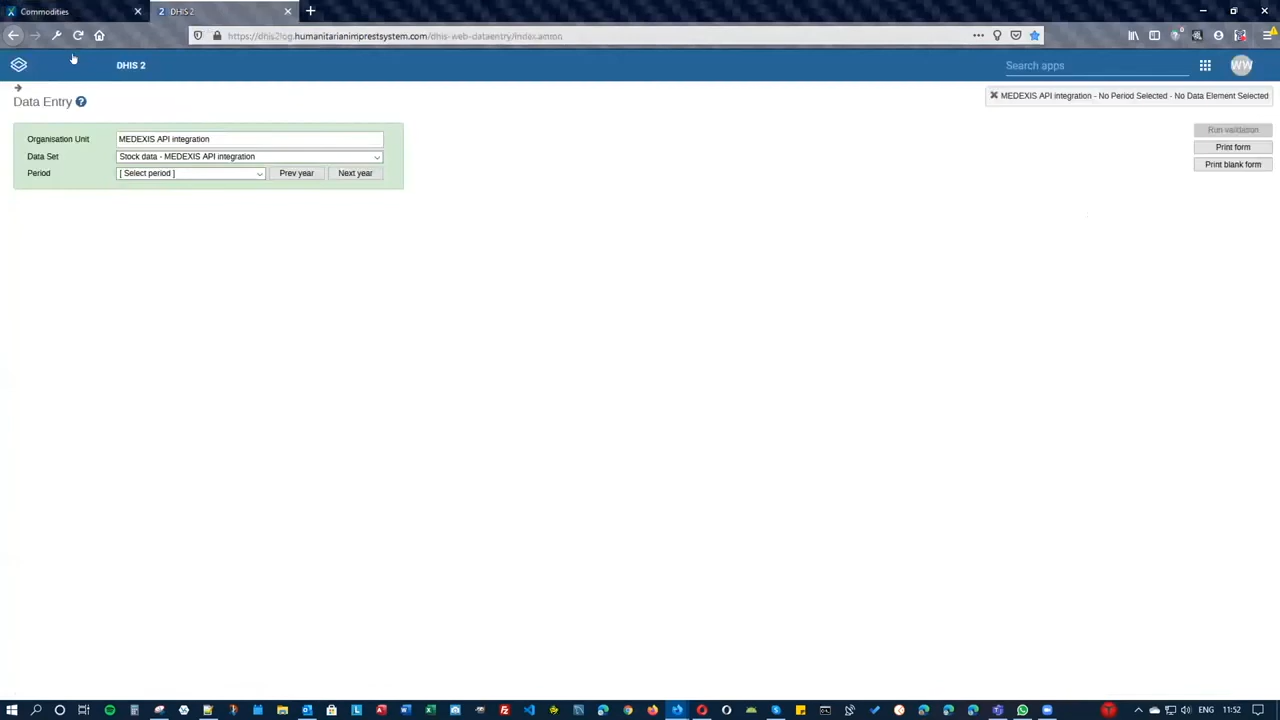 Commodities
DHIS 2
https://dhis2log.humanitarianimprestsystem.com/dhis-web-dataentry/index.action
DHIS 2
Search apps
WW
Data Entry
MEDEXIS API integration - No Period Selected - No Data Element Selected
Organisation Unit MEDEXIS API integration
Data Set Stock data - MEDEXIS API integration
Period [ Select period ] Prev year Next year
Run validation
Print form
Print blank form
ENG 11:52